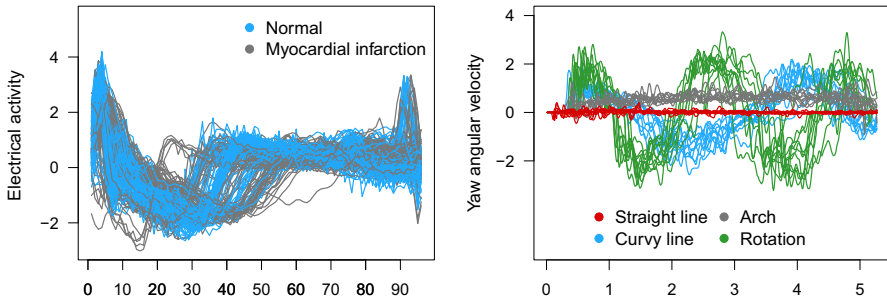 Normal
Myocardial infarction
Electrical activity
4
2
0
−2
0 10 20 30 40 50 60 70 80 90
Yaw angular velocity
4
2
0
−2
Straight line
Curvy line
Arch
Rotation
0 1 2 3 4 5